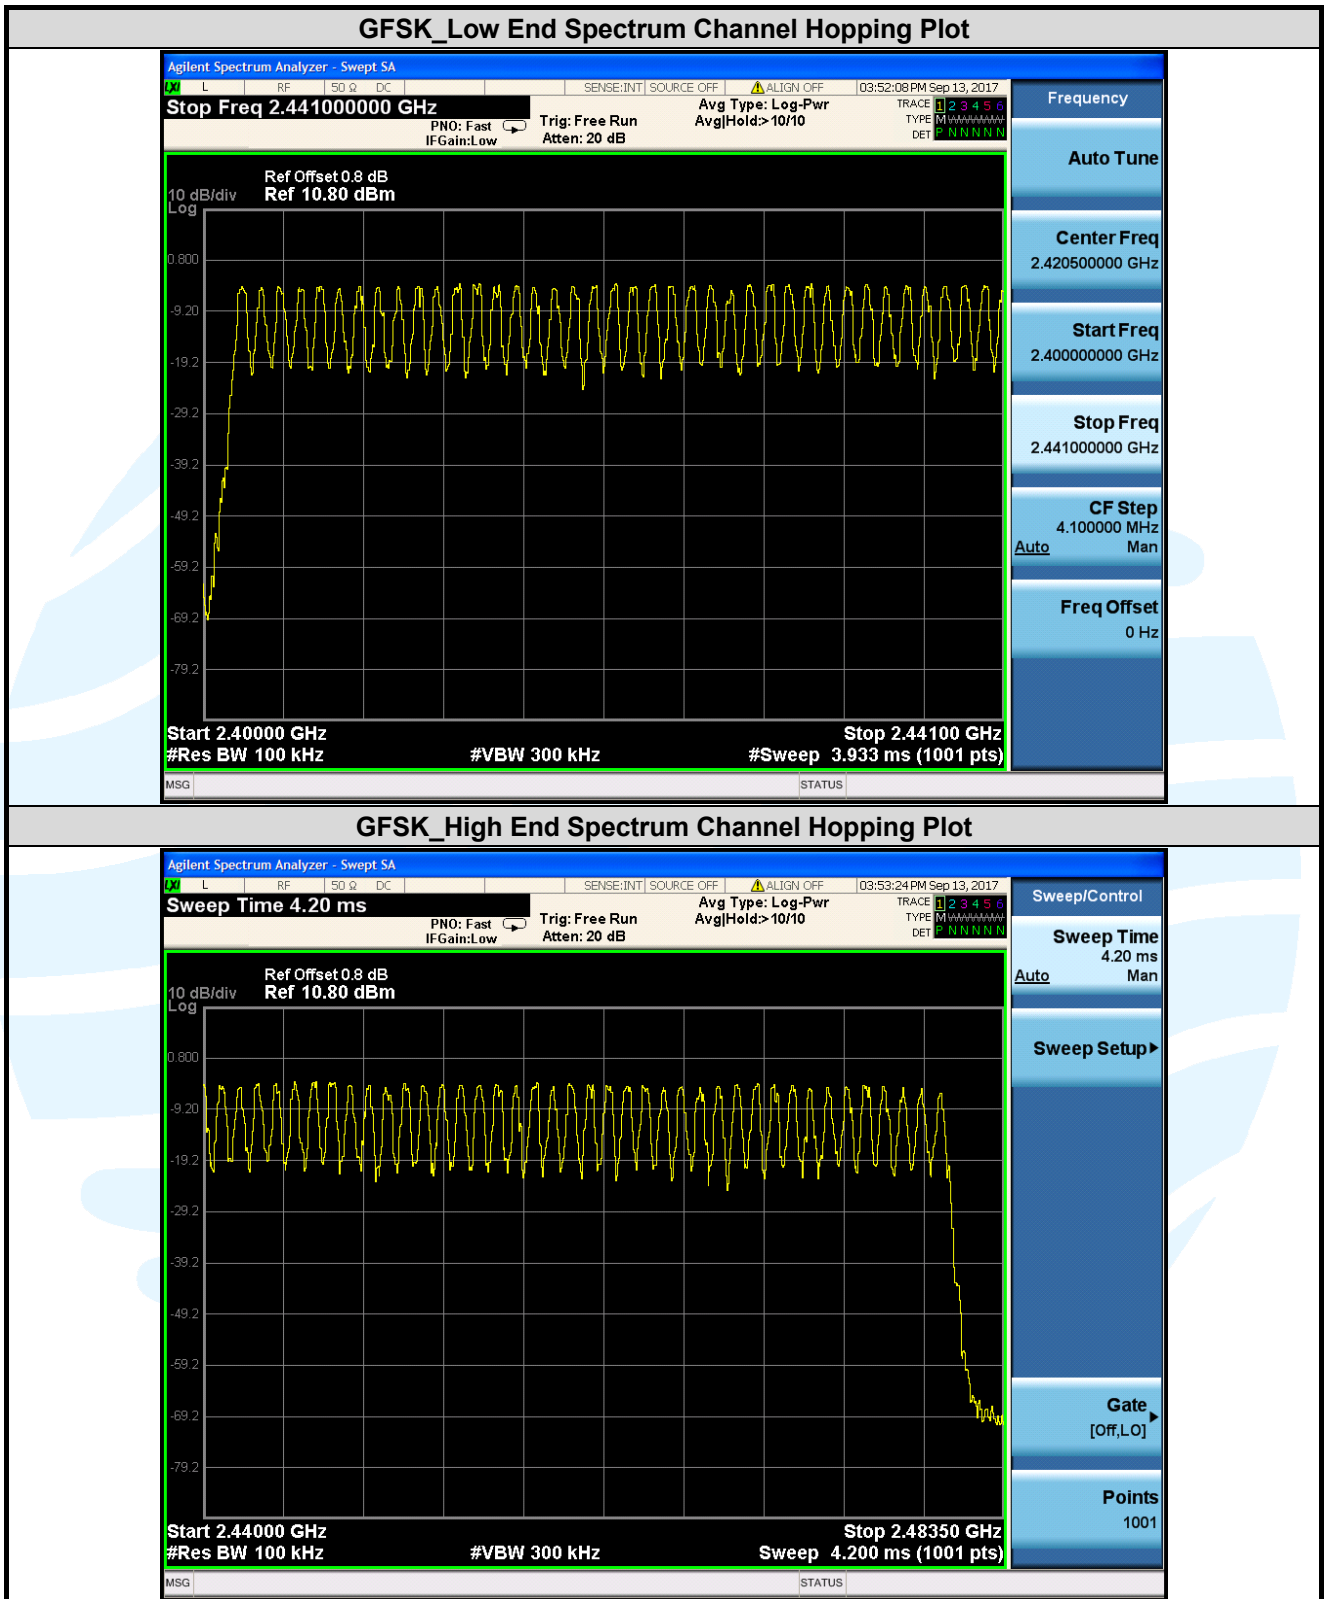 GFSK_Low End Spectrum Channel Hopping Plot
Agilent Spectrum Analyzer - Swept SA
LXI L RF 50 Ω DC SENSE:INT SOURCE OFF ALIGN OFF 03:52:08 PM Sep 13, 2017
Stop Freq 2.441000000 GHz
PNO: Fast
IFGain:Low
Trig: Free Run
Atten: 20 dB
Avg Type: Log-Pwr
Avg|Hold:>10/10
TRACE 1 2 3 4 5 6
TYPE M
DET P N N N N N
Ref Offset 0.8 dB
10 dB/div Ref 10.80 dBm
Log
0.800
-9.20
-19.2
-29.2
-39.2
-49.2
-59.2
-69.2
-79.2
Start 2.40000 GHz Stop 2.44100 GHz
#Res BW 100 kHz #VBW 300 kHz #Sweep 3.933 ms (1001 pts)
MSG STATUS
Frequency
Auto Tune
Center Freq
2.420500000 GHz
Start Freq
2.400000000 GHz
Stop Freq
2.441000000 GHz
CF Step
4.100000 MHz
Auto Man
Freq Offset
0 Hz
GFSK_High End Spectrum Channel Hopping Plot
Agilent Spectrum Analyzer - Swept SA
LXI L RF 50 Ω DC SENSE:INT SOURCE OFF ALIGN OFF 03:53:24 PM Sep 13, 2017
Sweep Time 4.20 ms
PNO: Fast
IFGain:Low
Trig: Free Run
Atten: 20 dB
Avg Type: Log-Pwr
Avg|Hold:>10/10
TRACE 1 2 3 4 5 6
TYPE M
DET P N N N N N
Ref Offset 0.8 dB
10 dB/div Ref 10.80 dBm
Log
0.800
-9.20
-19.2
-29.2
-39.2
-49.2
-59.2
-69.2
-79.2
Start 2.44000 GHz Stop 2.48350 GHz
#Res BW 100 kHz #VBW 300 kHz Sweep 4.200 ms (1001 pts)
MSG STATUS
Sweep/Control
Sweep Time
4.20 ms
Auto Man
Sweep Setup
Gate
[Off,LO]
Points
1001